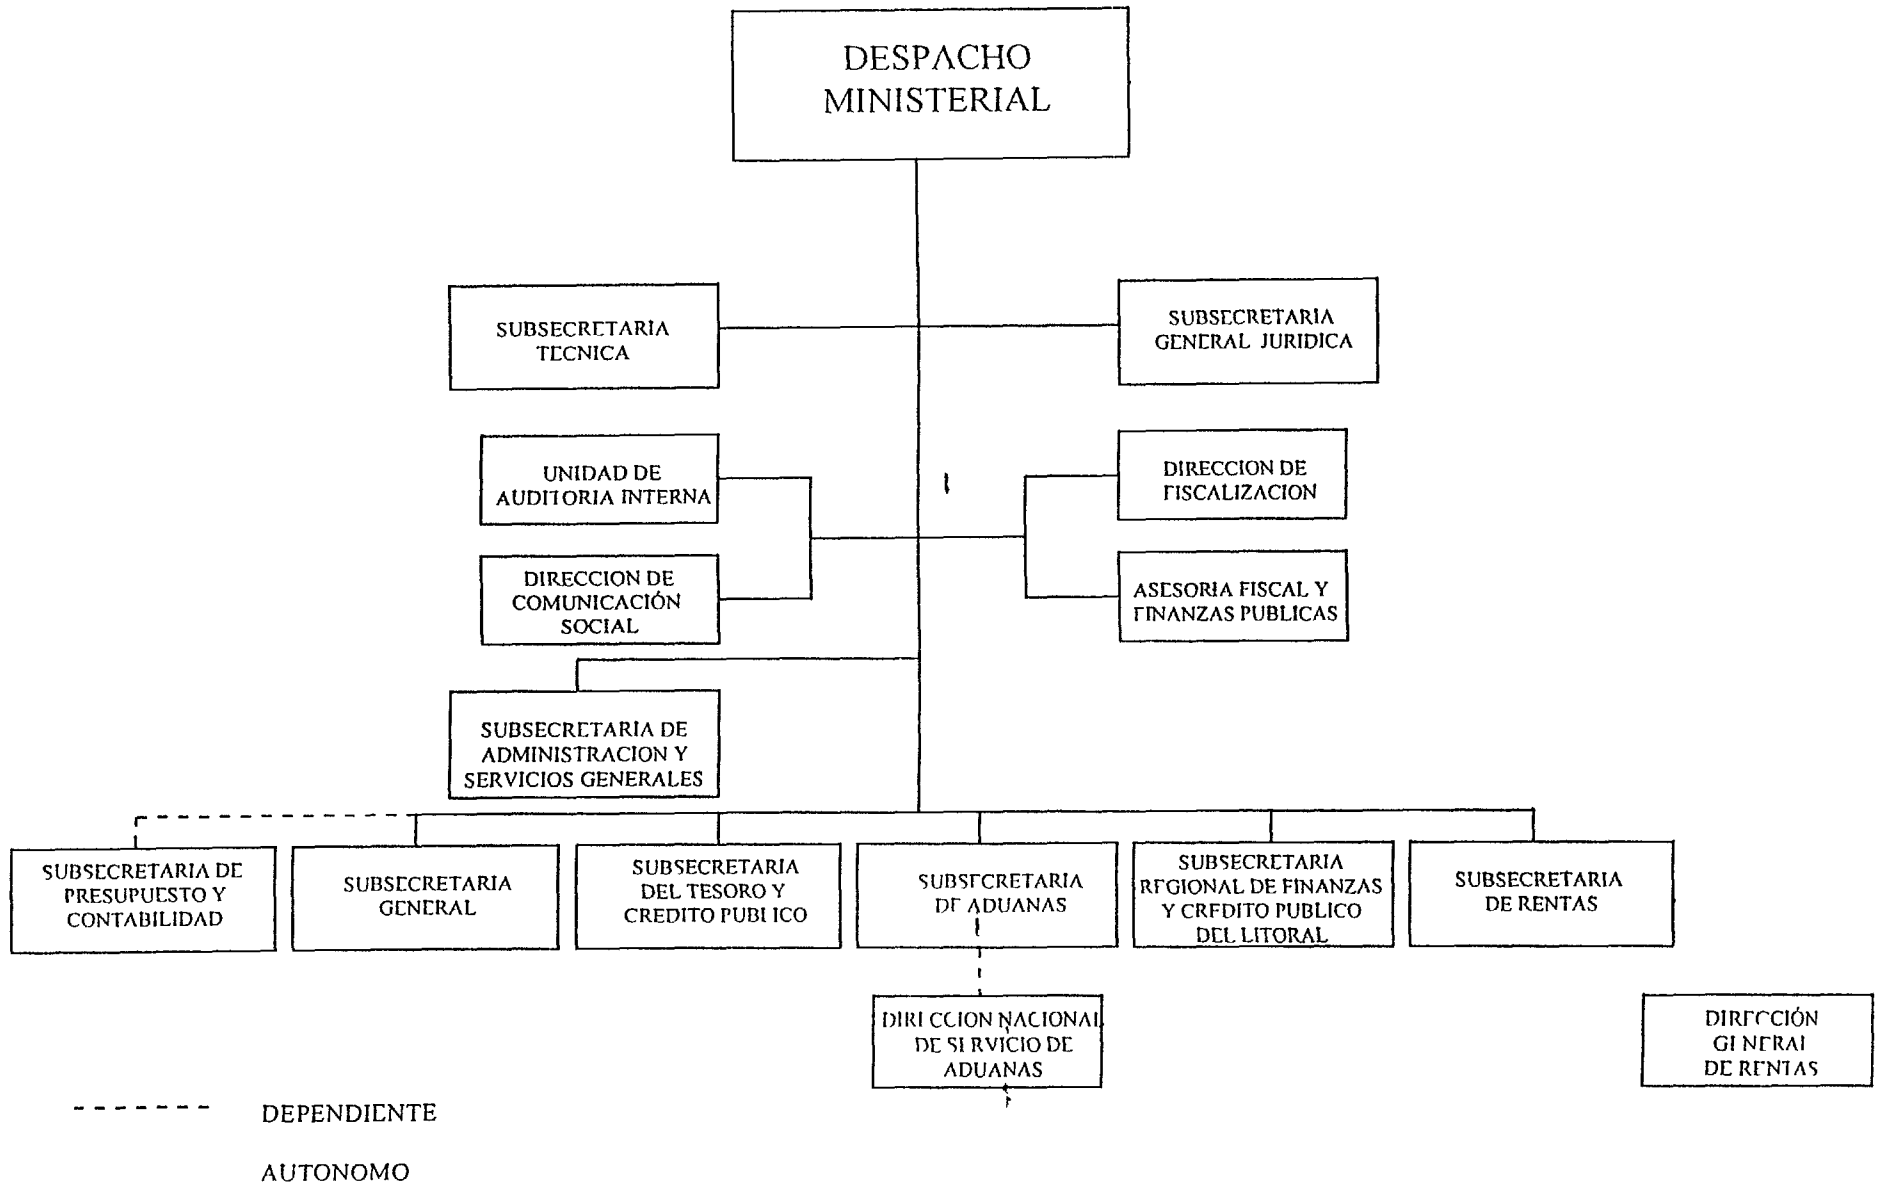 DESPACHO
MINISTERIAL
SUBSECRETARIA
TECNICA
SUBSECRETARIA
GENERAL JURIDICA
UNIDAD DE
AUDITORIA INTERNA
DIRECCION DE
FISCALIZACION
DIRECCION DE
COMUNICACIÓN
SOCIAL
ASESORIA FISCAL Y
FINANZAS PUBLICAS
SUBSECRETARIA DE
ADMINISTRACION Y
SERVICIOS GENERALES
SUBSECRETARIA DE
PRESUPUESTO Y
CONTABILIDAD
SUBSECRETARIA
GENERAL
SUBSECRETARIA
DEL TESORO Y
CREDITO PUBLICO
SUBSECRETARIA
DE ADUANAS
SUBSECRETARIA
REGIONAL DE FINANZAS
Y CREDITO PUBLICO
DEL LITORAL
SUBSECRETARIA
DE RENTAS
DIRECCION NACIONAL
DE SERVICIO DE
ADUANAS
DIRECCIÓN
GENERAL
DE RENTAS
DEPENDIENTE
AUTONOMO